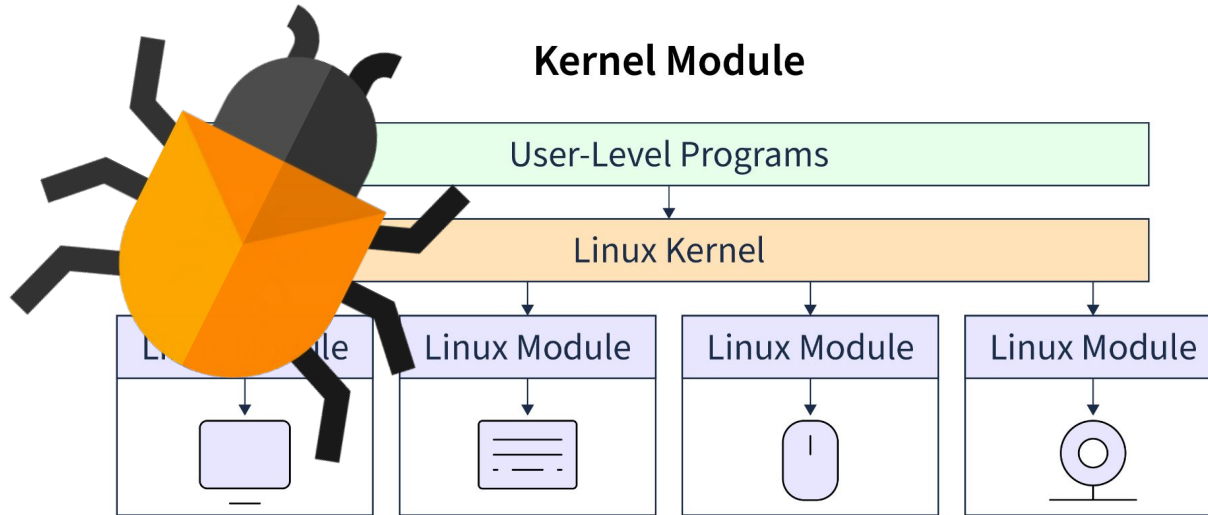 Kernel Module
User-Level Programs
Linux Kernel
Linux Module
Linux Module
Linux Module